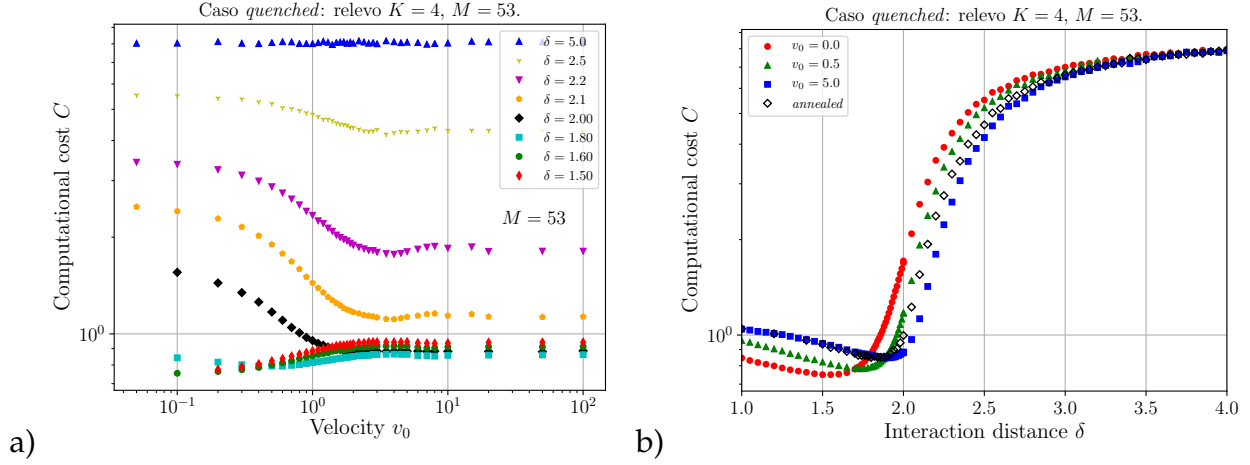 Caso quenched: relevo K = 4, M = 53.
Computational cost C
10⁰
δ = 5.0
δ = 2.5
δ = 2.2
δ = 2.1
δ = 2.00
δ = 1.80
δ = 1.60
δ = 1.50
M = 53
10⁻¹ 10⁰ 10¹ 10²
Velocity v₀
a)
Caso quenched: relevo K = 4, M = 53.
Computational cost C
10⁰
v₀ = 0.0
v₀ = 0.5
v₀ = 5.0
annealed
1.0 1.5 2.0 2.5 3.0 3.5 4.0
Interaction distance δ
b)